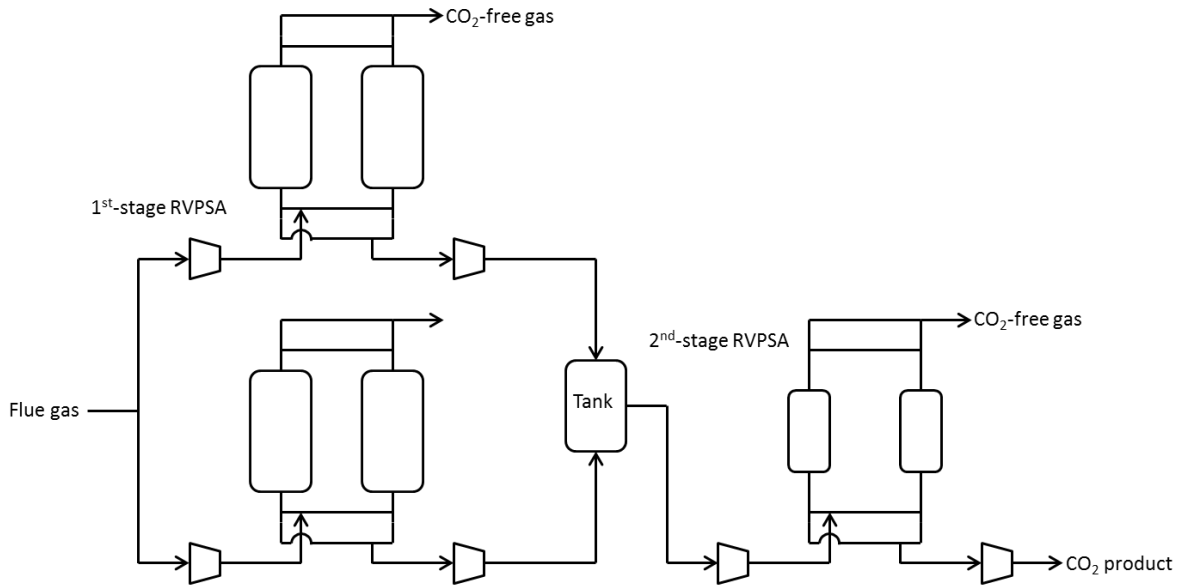 CO₂-free gas
1st-stage RVPSA
2nd-stage RVPSA
CO₂-free gas
Flue gas
Tank
CO₂ product